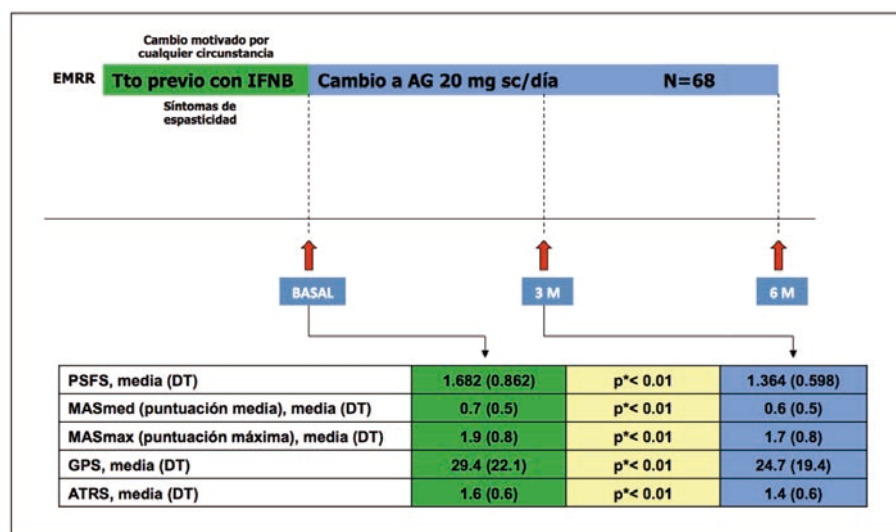 Cambio motivado por
cualquier circunstancia
EMRR Tto previo con IFNB Cambio a AG 20 mg sc/día N=68
Síntomas de
espasticidad
BASAL 3 M 6 M
PSFS, media (DT) 1.682 (0.862) p*< 0.01 1.364 (0.598)
MASmed (puntuación media), media (DT) 0.7 (0.5) p*< 0.01 0.6 (0.5)
MASmax (puntuación máxima), media (DT) 1.9 (0.8) p*< 0.01 1.7 (0.8)
GPS, media (DT) 29.4 (22.1) p*< 0.01 24.7 (19.4)
ATRS, media (DT) 1.6 (0.6) p*< 0.01 1.4 (0.6)